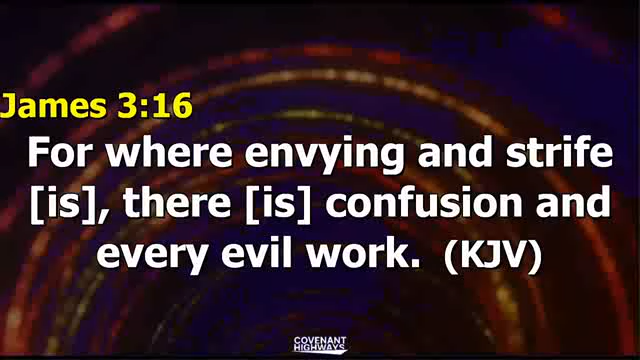 James 3:16
For where envying and strife
[is], there [is] confusion and
every evil work.  (KJV)
COVENANT
HIGHWAYS